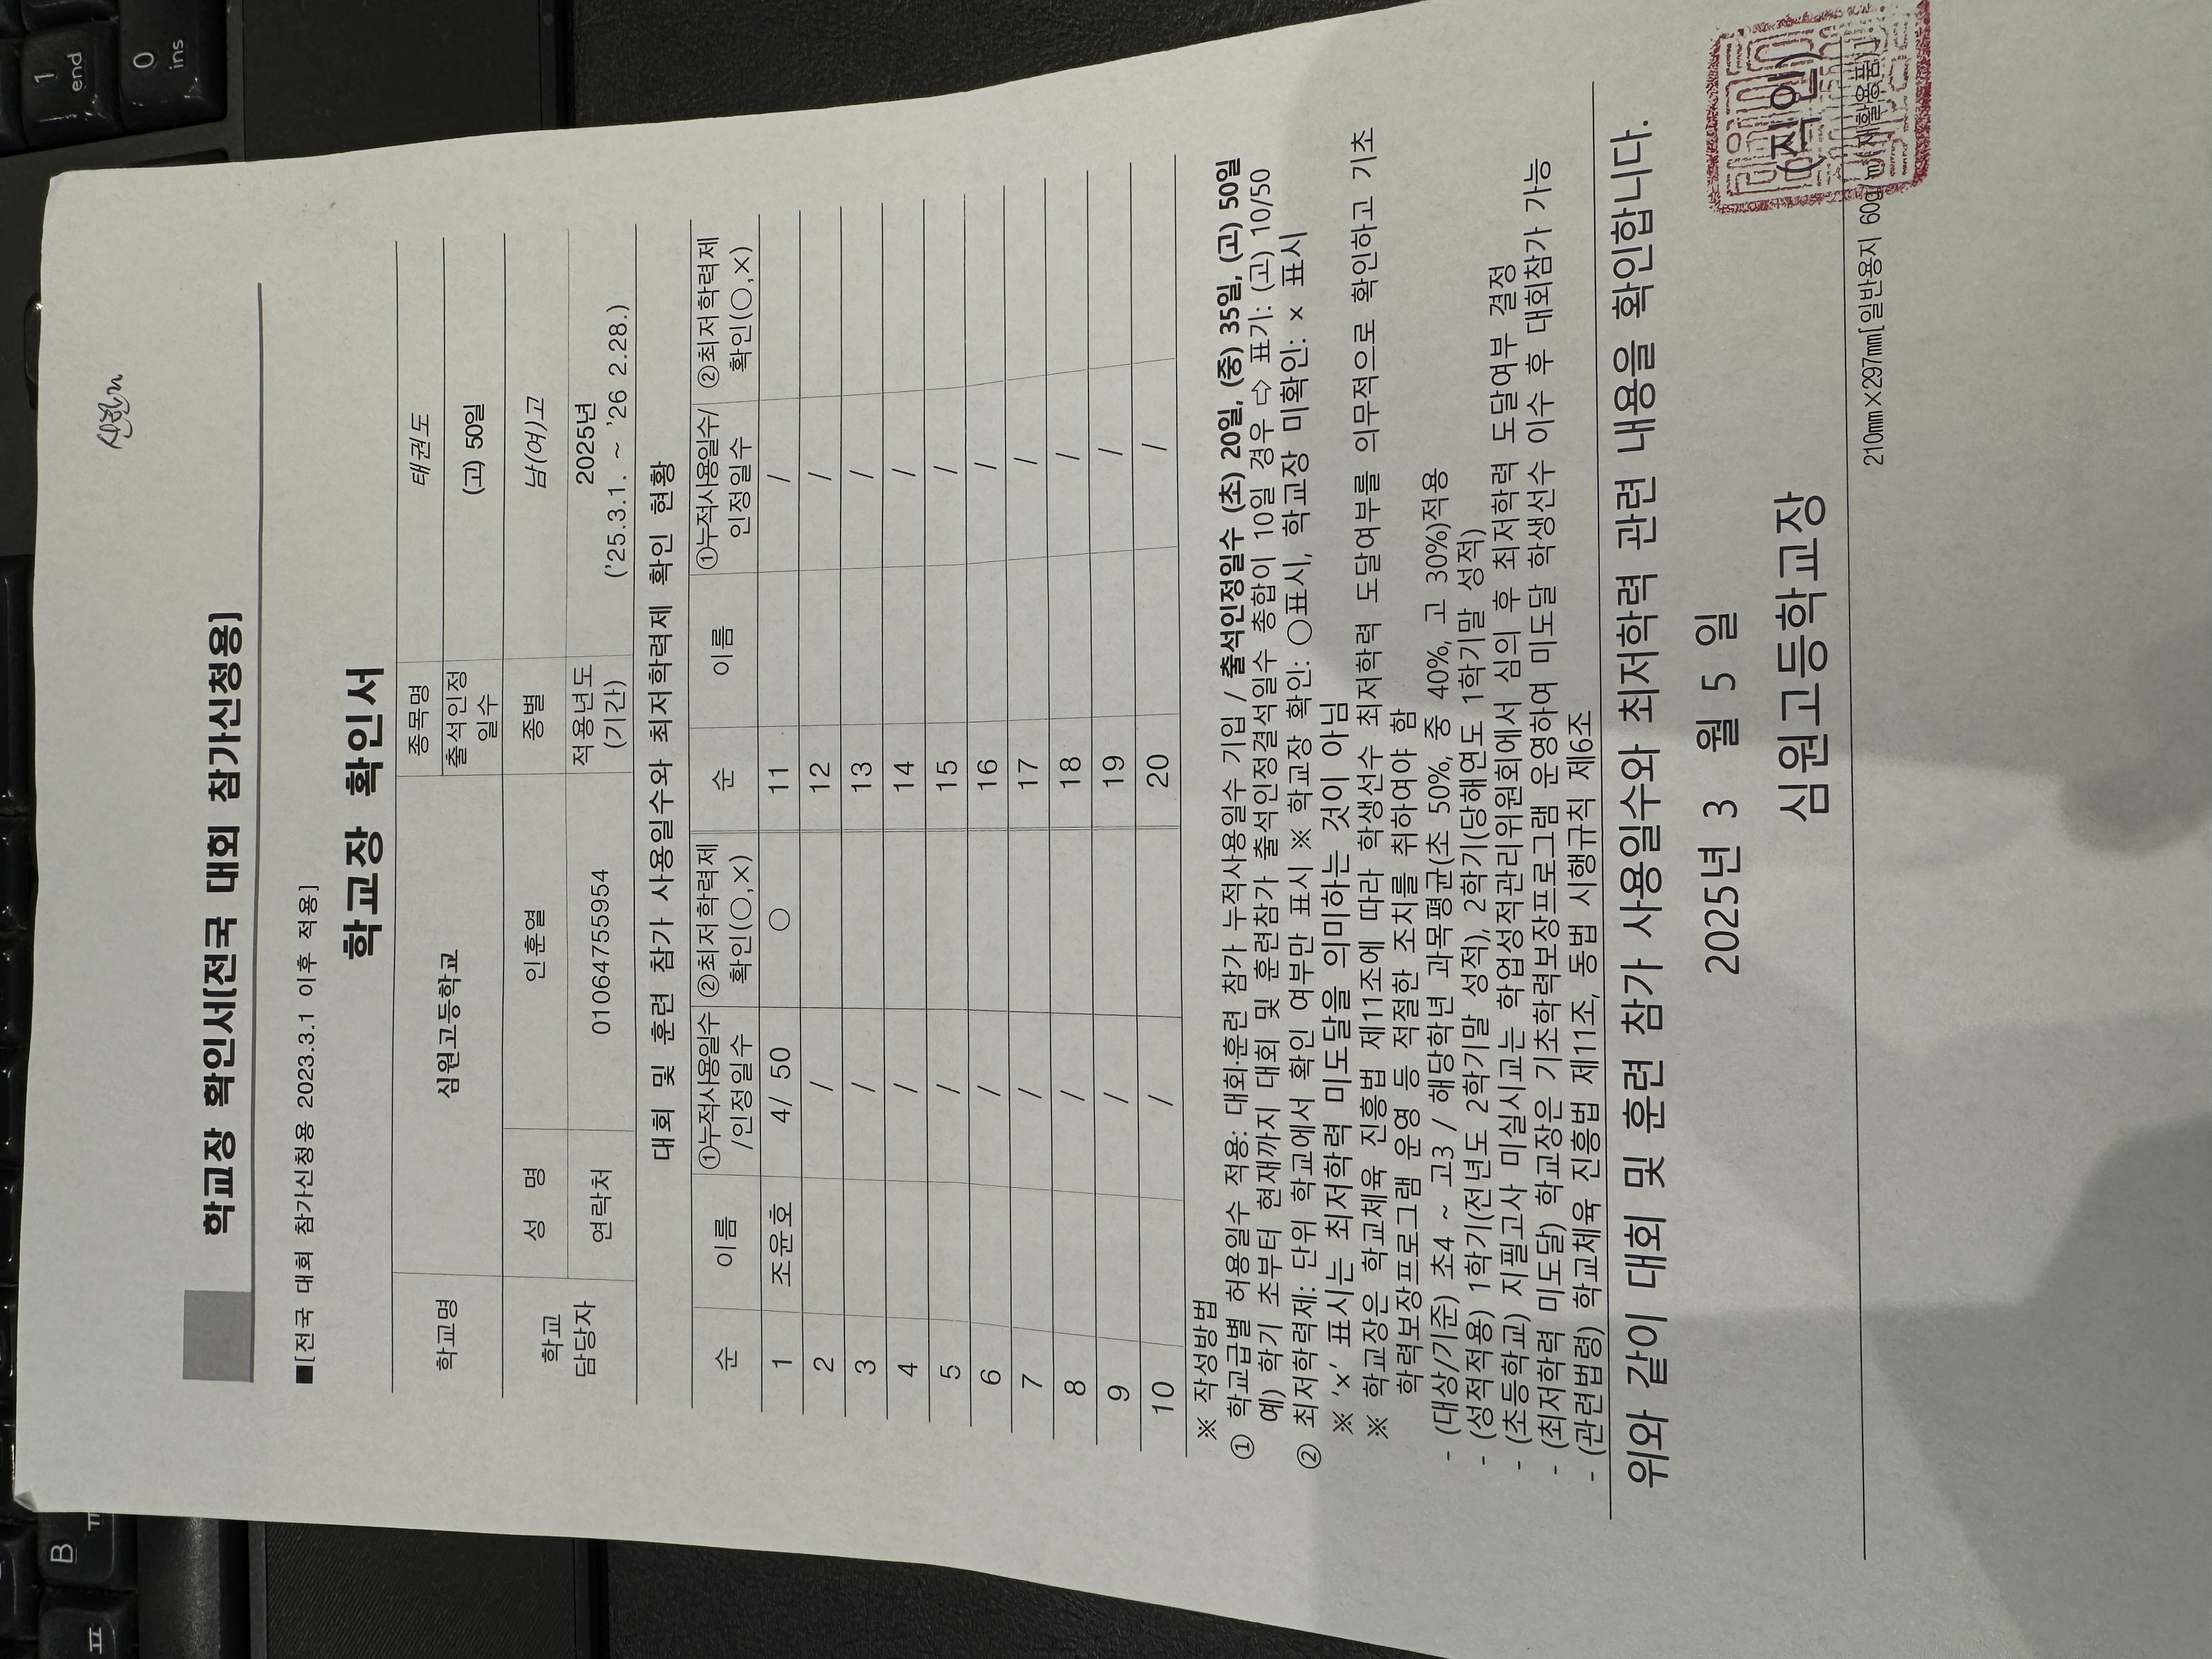 학교장 확인서(전국 대회 참가신청용)
■[전국 대회 참가신청용 2023.3.1 이후 적용]
학교장 확인서
학교명 심원고등학교 종목명 태권도
출석인정일수 (고) 50일
학교 담당자 성 명 인훈열 종별 남(여)고
연락처 01064755954 적용년도(기간) 2025년 ('25.3.1. ~ '26 2.28.)
대회 및 훈련 참가 사용일수와 최저학력제 확인 현황
순 이름 ①누적사용일수/인정일수 ②최저학력제 확인(○,×) 순 이름 ①누적사용일수/인정일수 ②최저학력제 확인(○,×)
1 조윤호 4/ 50 ○ 11 /
2 / 12 /
3 / 13 /
4 / 14 /
5 / 15 /
6 / 16 /
7 / 17 /
8 / 18 /
9 / 19 /
10 / 20 /
※ 작성방법
① 학교급별 허용일수 적용: 대회·훈련 참가 누적사용일수 기입 / 출석인정일수 (초) 20일, (중) 35일, (고) 50일
예) 학기 초부터 현재까지 대회 및 훈련참가 출석인정결석일수 총합이 10일 경우 ⇨ 표기: (고) 10/50
② 최저학력제: 단위 학교에서 확인 여부만 표시 ※ 학교장 확인: ○표시, 학교장 미확인: × 표시
※ 'x' 표시는 최저학력 미도달을 의미하는 것이 아님
※ 학교장은 학교체육 진흥법 제11조에 따라 학생선수 최저학력 도달여부를 의무적으로 확인하고 기초
학력보장프로그램 운영 등 적절한 조치를 취하여야 함
- (대상/기준) 초4 ~ 고3 / 해당학년 과목평균(초 50%, 중 40%, 고 30%)적용
- (성적적용) 1학기(전년도 2학기말 성적), 2학기(당해연도 1학기말 성적)
- (초등학교) 지필고사 미실시교는 학업성적관리위원회에서 심의 후 최저학력 도달여부 결정
- (최저학력 미도달) 학교장은 기초학력보장프로그램 운영하여 미도달 학생선수 이수 후 대회참가 가능
- (관련법령) 학교체육 진흥법 제11조, 동법 시행규칙 제6조
위와 같이 대회 및 훈련 참가 사용일수와 최저학력 관련 내용을 확인합니다.
2025년 3 월 5 일
심원고등학교장 (직인)
210㎜×297㎜[일반용지 60g/㎡(재활용품)]